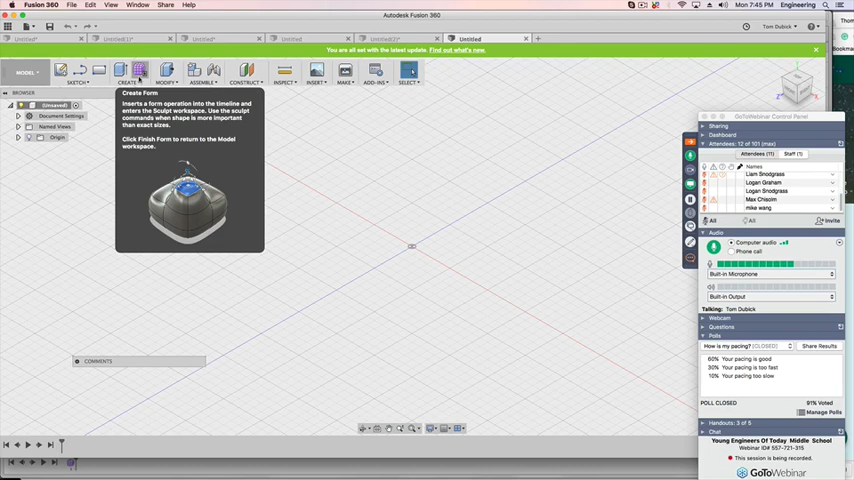 Fusion 360 File Edit View Window Share Help
Mon 7:45 PM Engineering
Autodesk Fusion 360
Tom Dubick
Untitled* Untitled(1)* Untitled* Untitled Untitled(2)* Untitled
You are all set with the latest update. Find out what's new.
MODEL
SKETCH CREATE MODIFY ASSEMBLE CONSTRUCT INSPECT INSERT MAKE ADD-INS SELECT
BROWSER
(Unsaved)
Document Settings
Named Views
Origin
Create Form
Inserts a form operation into the timeline and
enters the Sculpt workspace. Use the sculpt
commands when shape is more important
than exact sizes.
Click Finish Form to return to the Model
workspace.
COMMENTS
GoToWebinar Control Panel
Sharing
Dashboard
Attendees: 12 of 101 (max)
Attendees (11) Staff (1)
Names
Liam Snodgrass
Logan Graham
Logan Snodgrass
Max Chisolm
mike wang
All All Invite
Audio
Computer audio
Phone call
Built-in Microphone
Built-in Output
Talking: Tom Dubick
Webcam
Questions
Polls
How is my pacing? [CLOSED] Share Results
60% Your pacing is good
30% Your pacing is too fast
10% Your pacing too slow
POLL CLOSED 91% Voted
Manage Polls
Handouts: 3 of 5
Chat
Young Engineers Of Today Middle School
Webinar ID# 557-721-315
This session is being recorded.
GoToWebinar